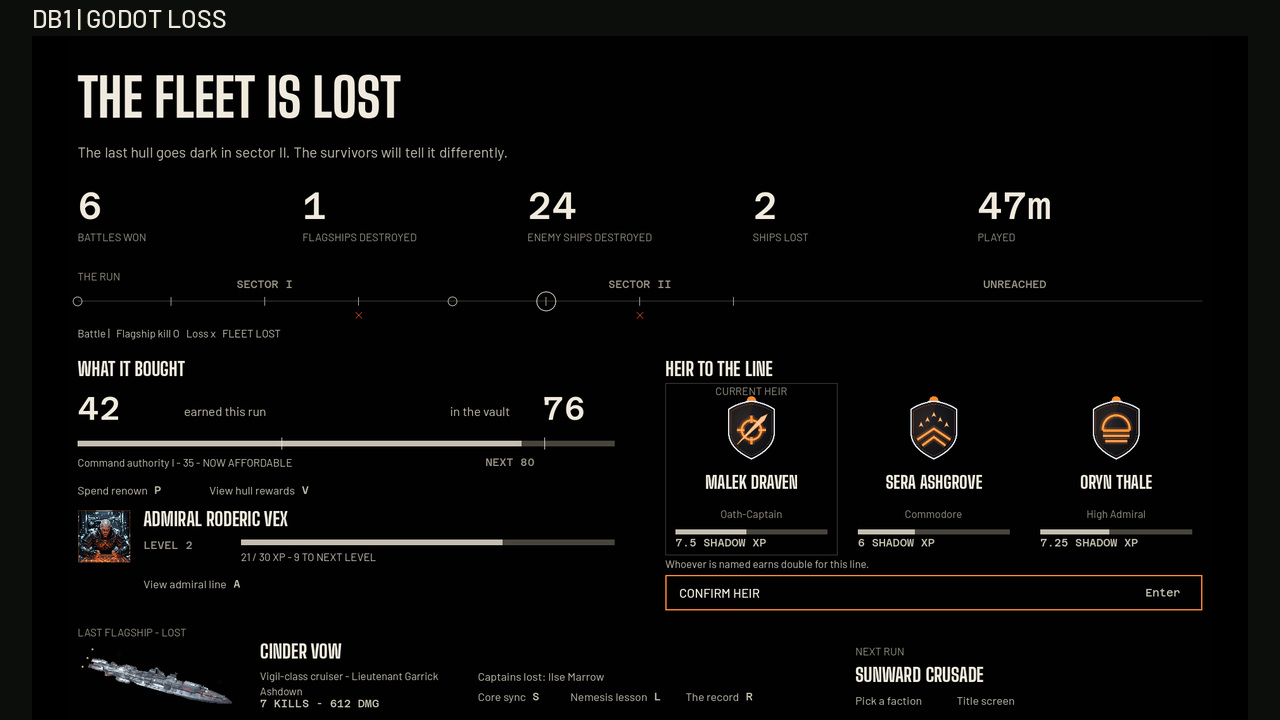 DB1 | GODOT LOSS
THE FLEET IS LOST
The last hull goes dark in sector II. The survivors will tell it differently.
6 1 24 2 47m
BATTLES WON FLAGSHIPS DESTROYED ENEMY SHIPS DESTROYED SHIPS LOST PLAYED
THE RUN
SECTOR I SECTOR II UNREACHED
Battle | Flagship kill O Loss x FLEET LOST
WHAT IT BOUGHT
42 earned this run in the vault 76
Command authority I - 35 - NOW AFFORDABLE NEXT 80
Spend renown P View hull rewards V
ADMIRAL RODERIC VEX
LEVEL 2
21 / 30 XP - 9 TO NEXT LEVEL
View admiral line A
HEIR TO THE LINE
CURRENT HEIR
MALEK DRAVEN SERA ASHGROVE ORYN THALE
Oath-Captain Commodore High Admiral
7.5 SHADOW XP 6 SHADOW XP 7.25 SHADOW XP
Whoever is named earns double for this line.
CONFIRM HEIR Enter
LAST FLAGSHIP - LOST
CINDER VOW
Vigil-class cruiser - Lieutenant Garrick
Ashdown
7 KILLS - 612 DMG
Captains lost: Ilse Marrow
Core sync S Nemesis lesson L The record R
NEXT RUN
SUNWARD CRUSADE
Pick a faction Title screen